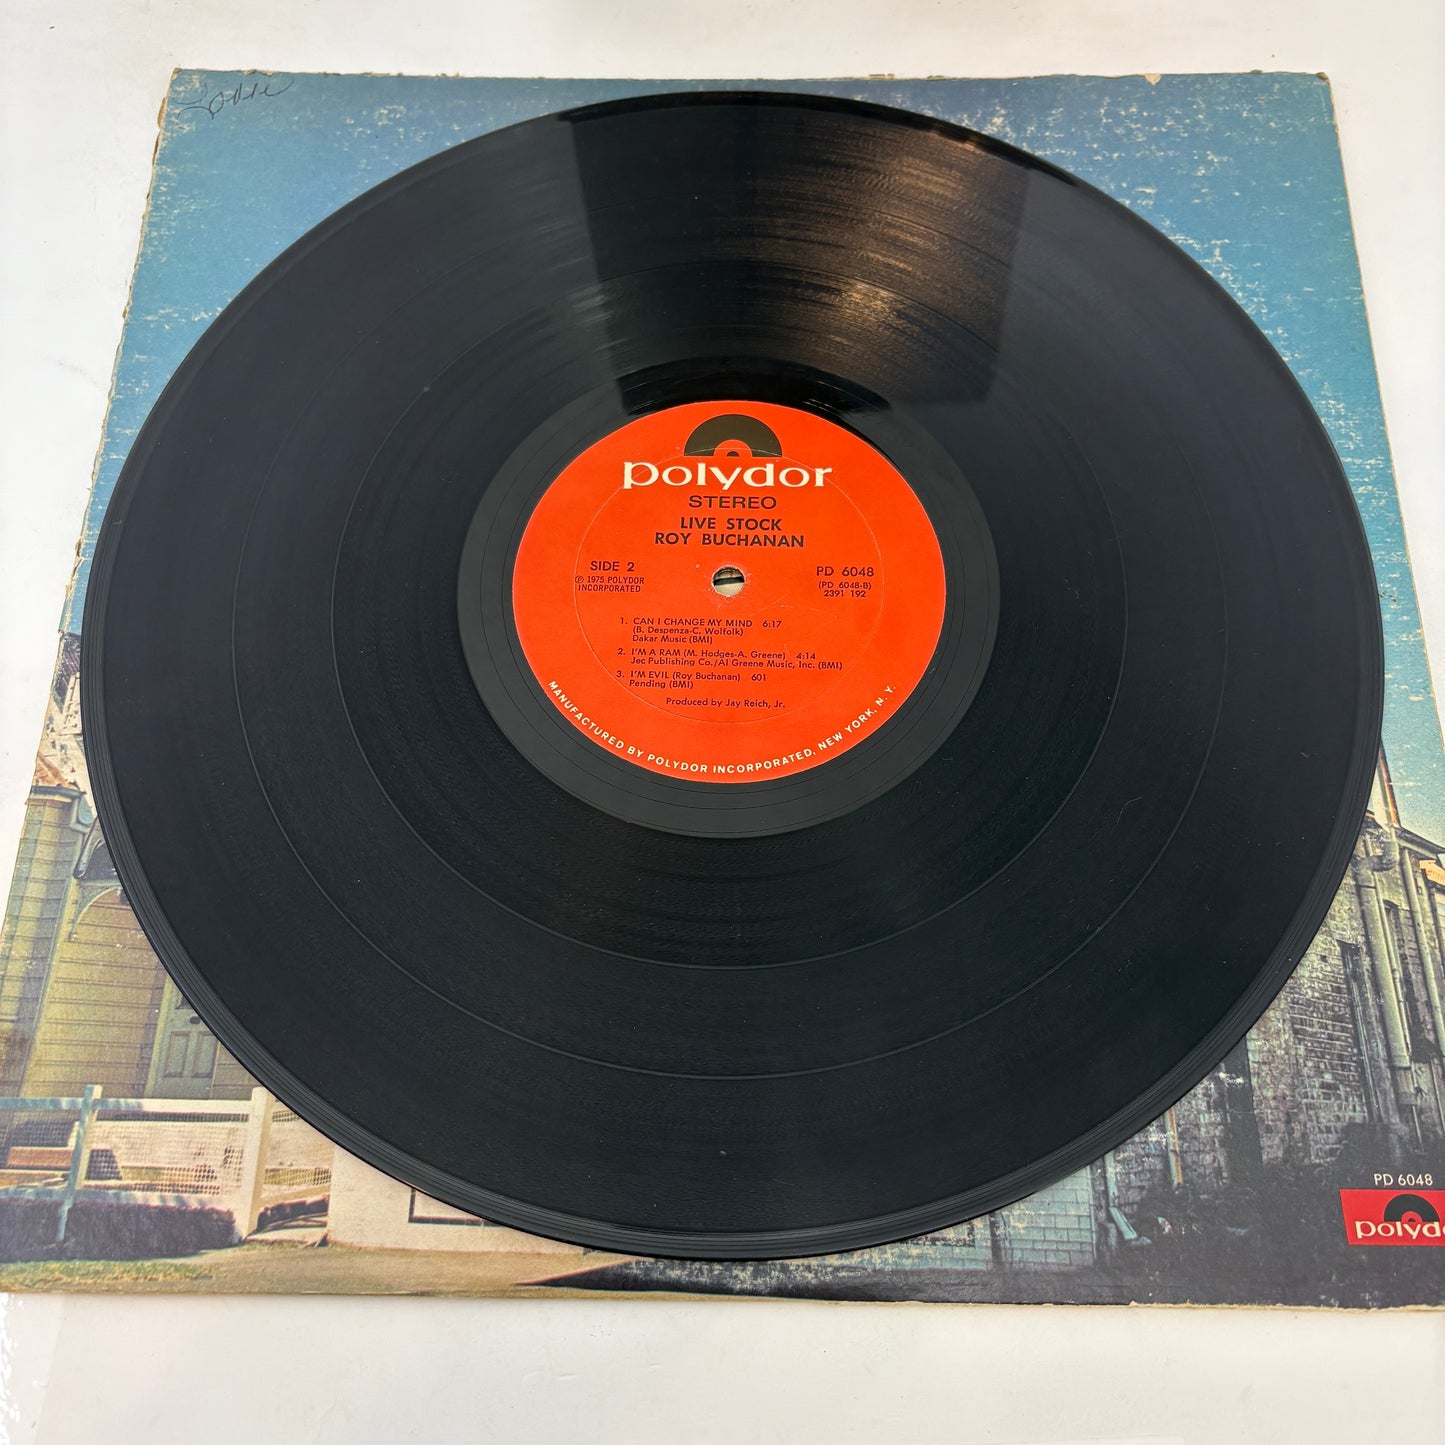 polydor
STEREO
LIVE STOCK
ROY BUCHANAN
SIDE 2
℗ 1975 POLYDOR
INCORPORATED
PD 6048
(PD 6048-B)
2391 192
1. CAN I CHANGE MY MIND 6:17
(B. Despenza-C. Wolfolk)
Dakar Music (BMI)
2. I'M A RAM (M. Hodges-A. Greene) 4:14
Jec Publishing Co./Al Greene Music, Inc. (BMI)
3. I'M EVIL (Roy Buchanan) 601
Pending (BMI)
Produced by Jay Reich, Jr.
MANUFACTURED BY POLYDOR INCORPORATED, NEW YORK, N. Y.
PD 6048